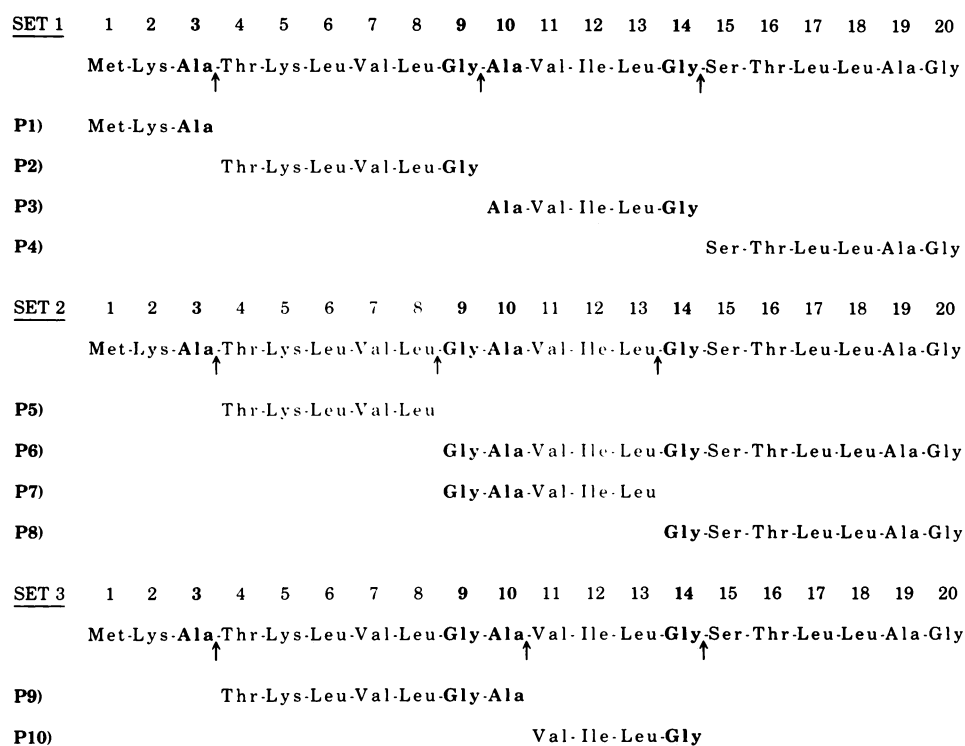 SET 1 1 2 3 4 5 6 7 8 9 10 11 12 13 14 15 16 17 18 19 20
Met-Lys-Ala-Thr-Lys-Leu-Val-Leu-Gly-Ala-Val-Ile-Leu-Gly-Ser-Thr-Leu-Leu-Ala-Gly
P1) Met-Lys-Ala
P2) Thr-Lys-Leu-Val-Leu-Gly
P3) Ala-Val-Ile-Leu-Gly
P4) Ser-Thr-Leu-Leu-Ala-Gly
SET 2 1 2 3 4 5 6 7 8 9 10 11 12 13 14 15 16 17 18 19 20
Met-Lys-Ala-Thr-Lys-Leu-Val-Leu-Gly-Ala-Val-Ile-Leu-Gly-Ser-Thr-Leu-Leu-Ala-Gly
P5) Thr-Lys-Leu-Val-Leu
P6) Gly-Ala-Val-Ile-Leu-Gly-Ser-Thr-Leu-Leu-Ala-Gly
P7) Gly-Ala-Val-Ile-Leu
P8) Gly-Ser-Thr-Leu-Leu-Ala-Gly
SET 3 1 2 3 4 5 6 7 8 9 10 11 12 13 14 15 16 17 18 19 20
Met-Lys-Ala-Thr-Lys-Leu-Val-Leu-Gly-Ala-Val-Ile-Leu-Gly-Ser-Thr-Leu-Leu-Ala-Gly
P9) Thr-Lys-Leu-Val-Leu-Gly-Ala
P10) Val-Ile-Leu-Gly